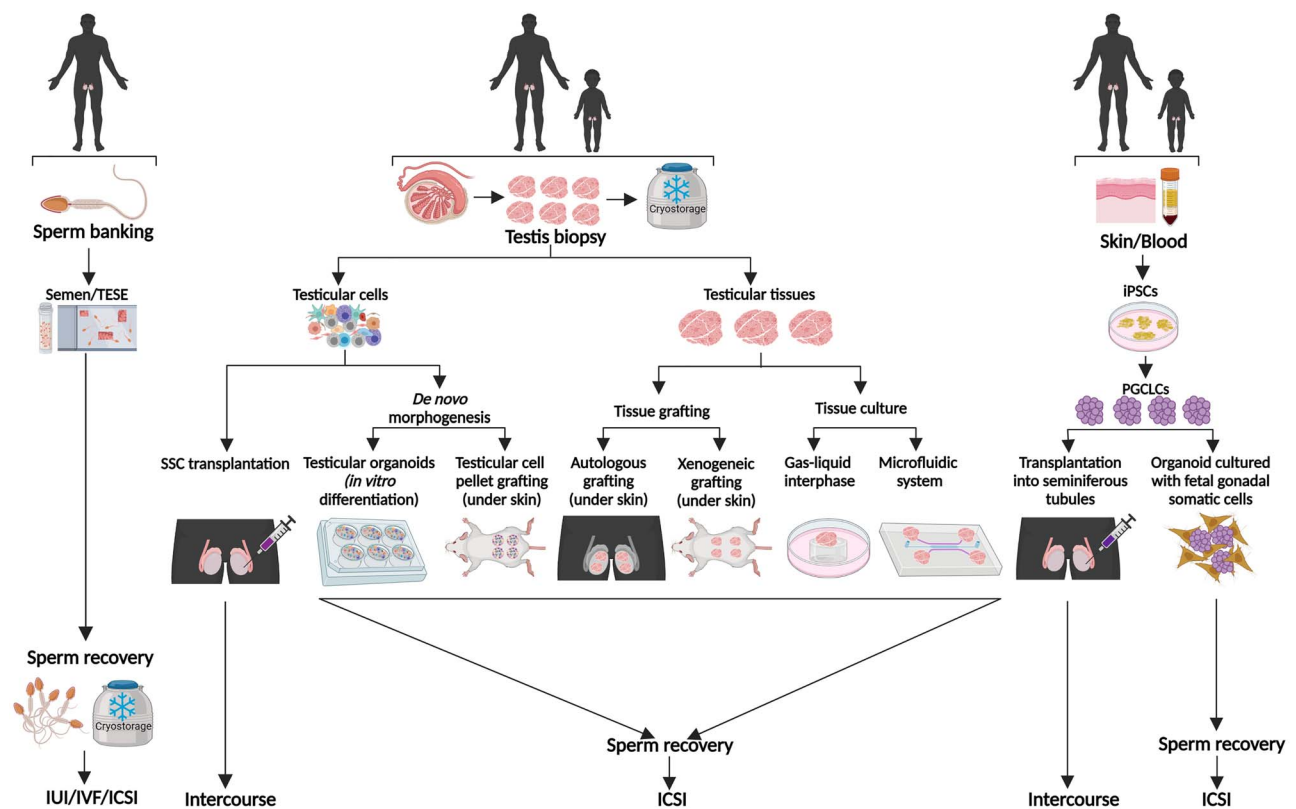 Cryostorage
Sperm banking
Testis biopsy
Skin/Blood
Semen/TESE
Testicular cells
Testicular tissues
iPSCs
PGCLCs
De novo
morphogenesis
Tissue grafting
Tissue culture
SSC transplantation
Testicular organoids
(in vitro
differentiation)
Testicular cell
pellet grafting
(under skin)
Autologous
grafting
(under skin)
Xenogeneic
grafting
(under skin)
Gas-liquid
interphase
Microfluidic
system
Transplantation
into seminiferous
tubules
Organoid cultured
with fetal gonadal
somatic cells
Sperm recovery
Cryostorage
Sperm recovery
Sperm recovery
IUI/IVF/ICSI
Intercourse
ICSI
Intercourse
ICSI